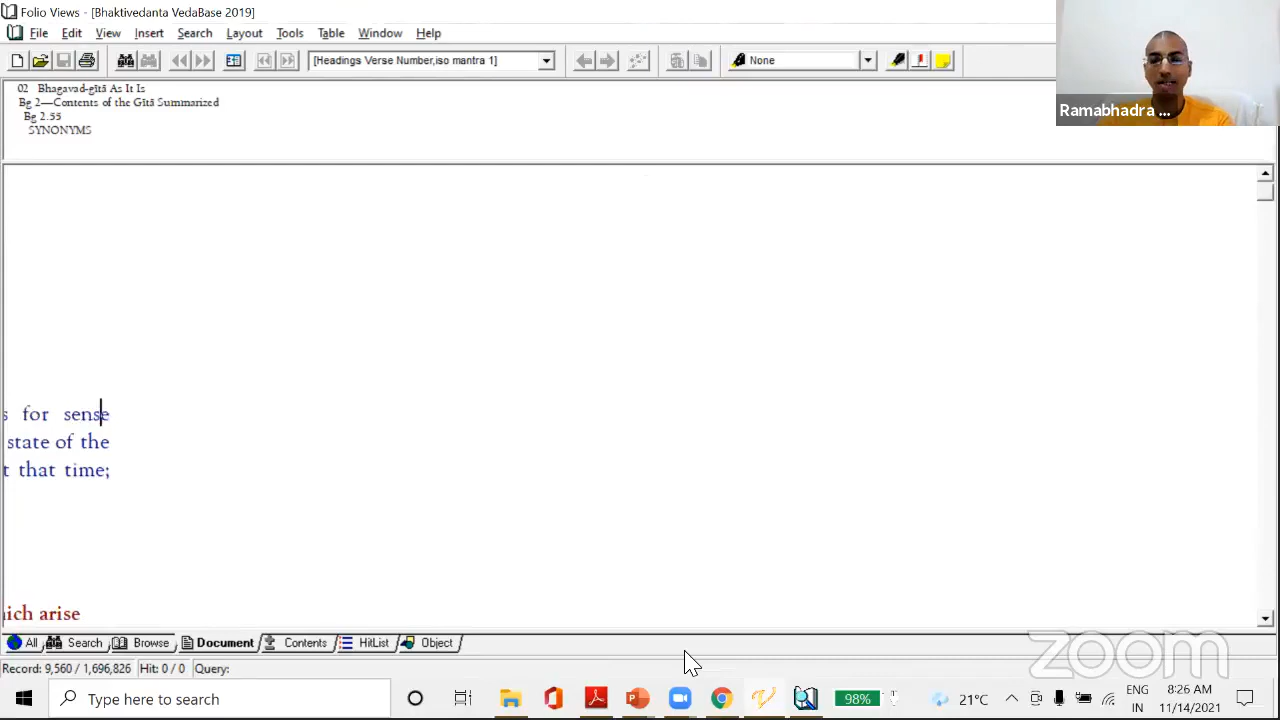 Folio Views - [Bhaktivedanta VedaBase 2019]
File Edit View Insert Search Layout Tools Table Window Help
[Headings Verse Number,iso mantra 1] None
02 Bhagavad-gītā As It Is
Bg 2—Contents of the Gītā Summarized
Bg 2.55
SYNONYMS
Ramabhadra ...
s for sense
state of the
t that time;
hich arise
All Search Browse Document Contents HitList Object
Record: 9,560 / 1,696,826 Hit: 0 / 0 Query:
zoom
Type here to search 98% 21°C ENG IN 8:26 AM 11/14/2021